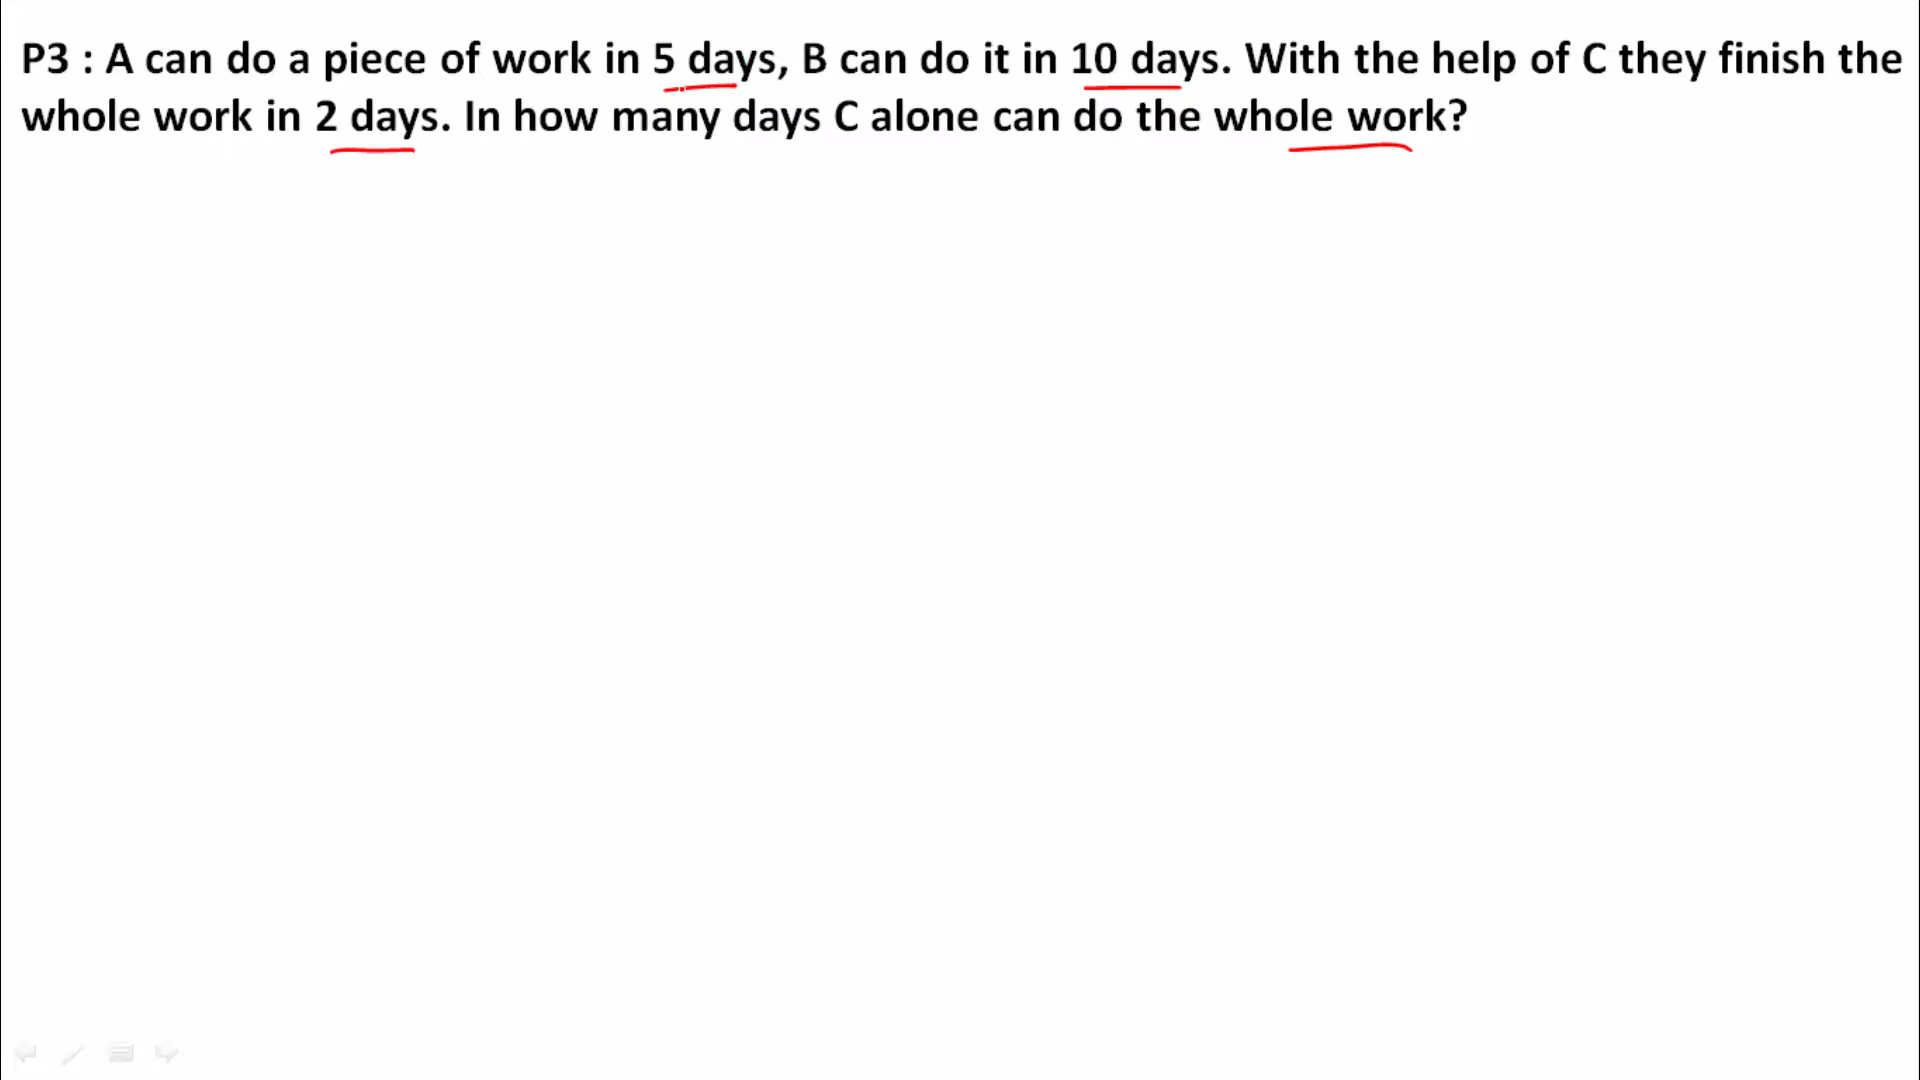 P3 : A can do a piece of work in 5 days, B can do it in 10 days. With the help of C they finish the
whole work in 2 days. In how many days C alone can do the whole work?